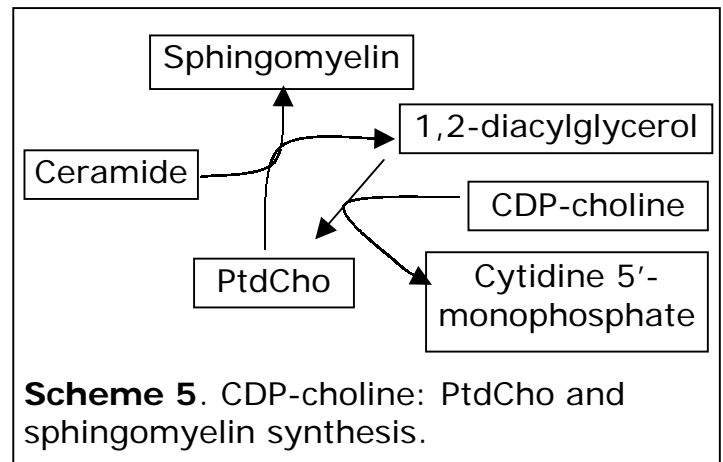 Sphingomyelin
1,2-diacylglycerol
Ceramide
CDP-choline
PtdCho
Cytidine 5′-
monophosphate
Scheme 5. CDP-choline: PtdCho and
sphingomyelin synthesis.